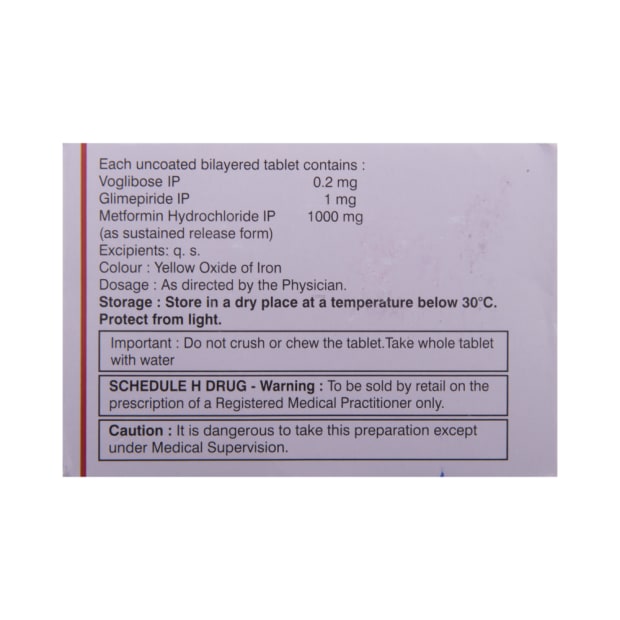 Each uncoated bilayered tablet contains :
Voglibose IP 0.2 mg
Glimepiride IP 1 mg
Metformin Hydrochloride IP 1000 mg
(as sustained release form)
Excipients: q. s.
Colour : Yellow Oxide of Iron
Dosage : As directed by the Physician.
Storage : Store in a dry place at a temperature below 30°C.
Protect from light.
Important : Do not crush or chew the tablet.Take whole tablet
with water
SCHEDULE H DRUG - Warning : To be sold by retail on the
prescription of a Registered Medical Practitioner only.
Caution : It is dangerous to take this preparation except
under Medical Supervision.